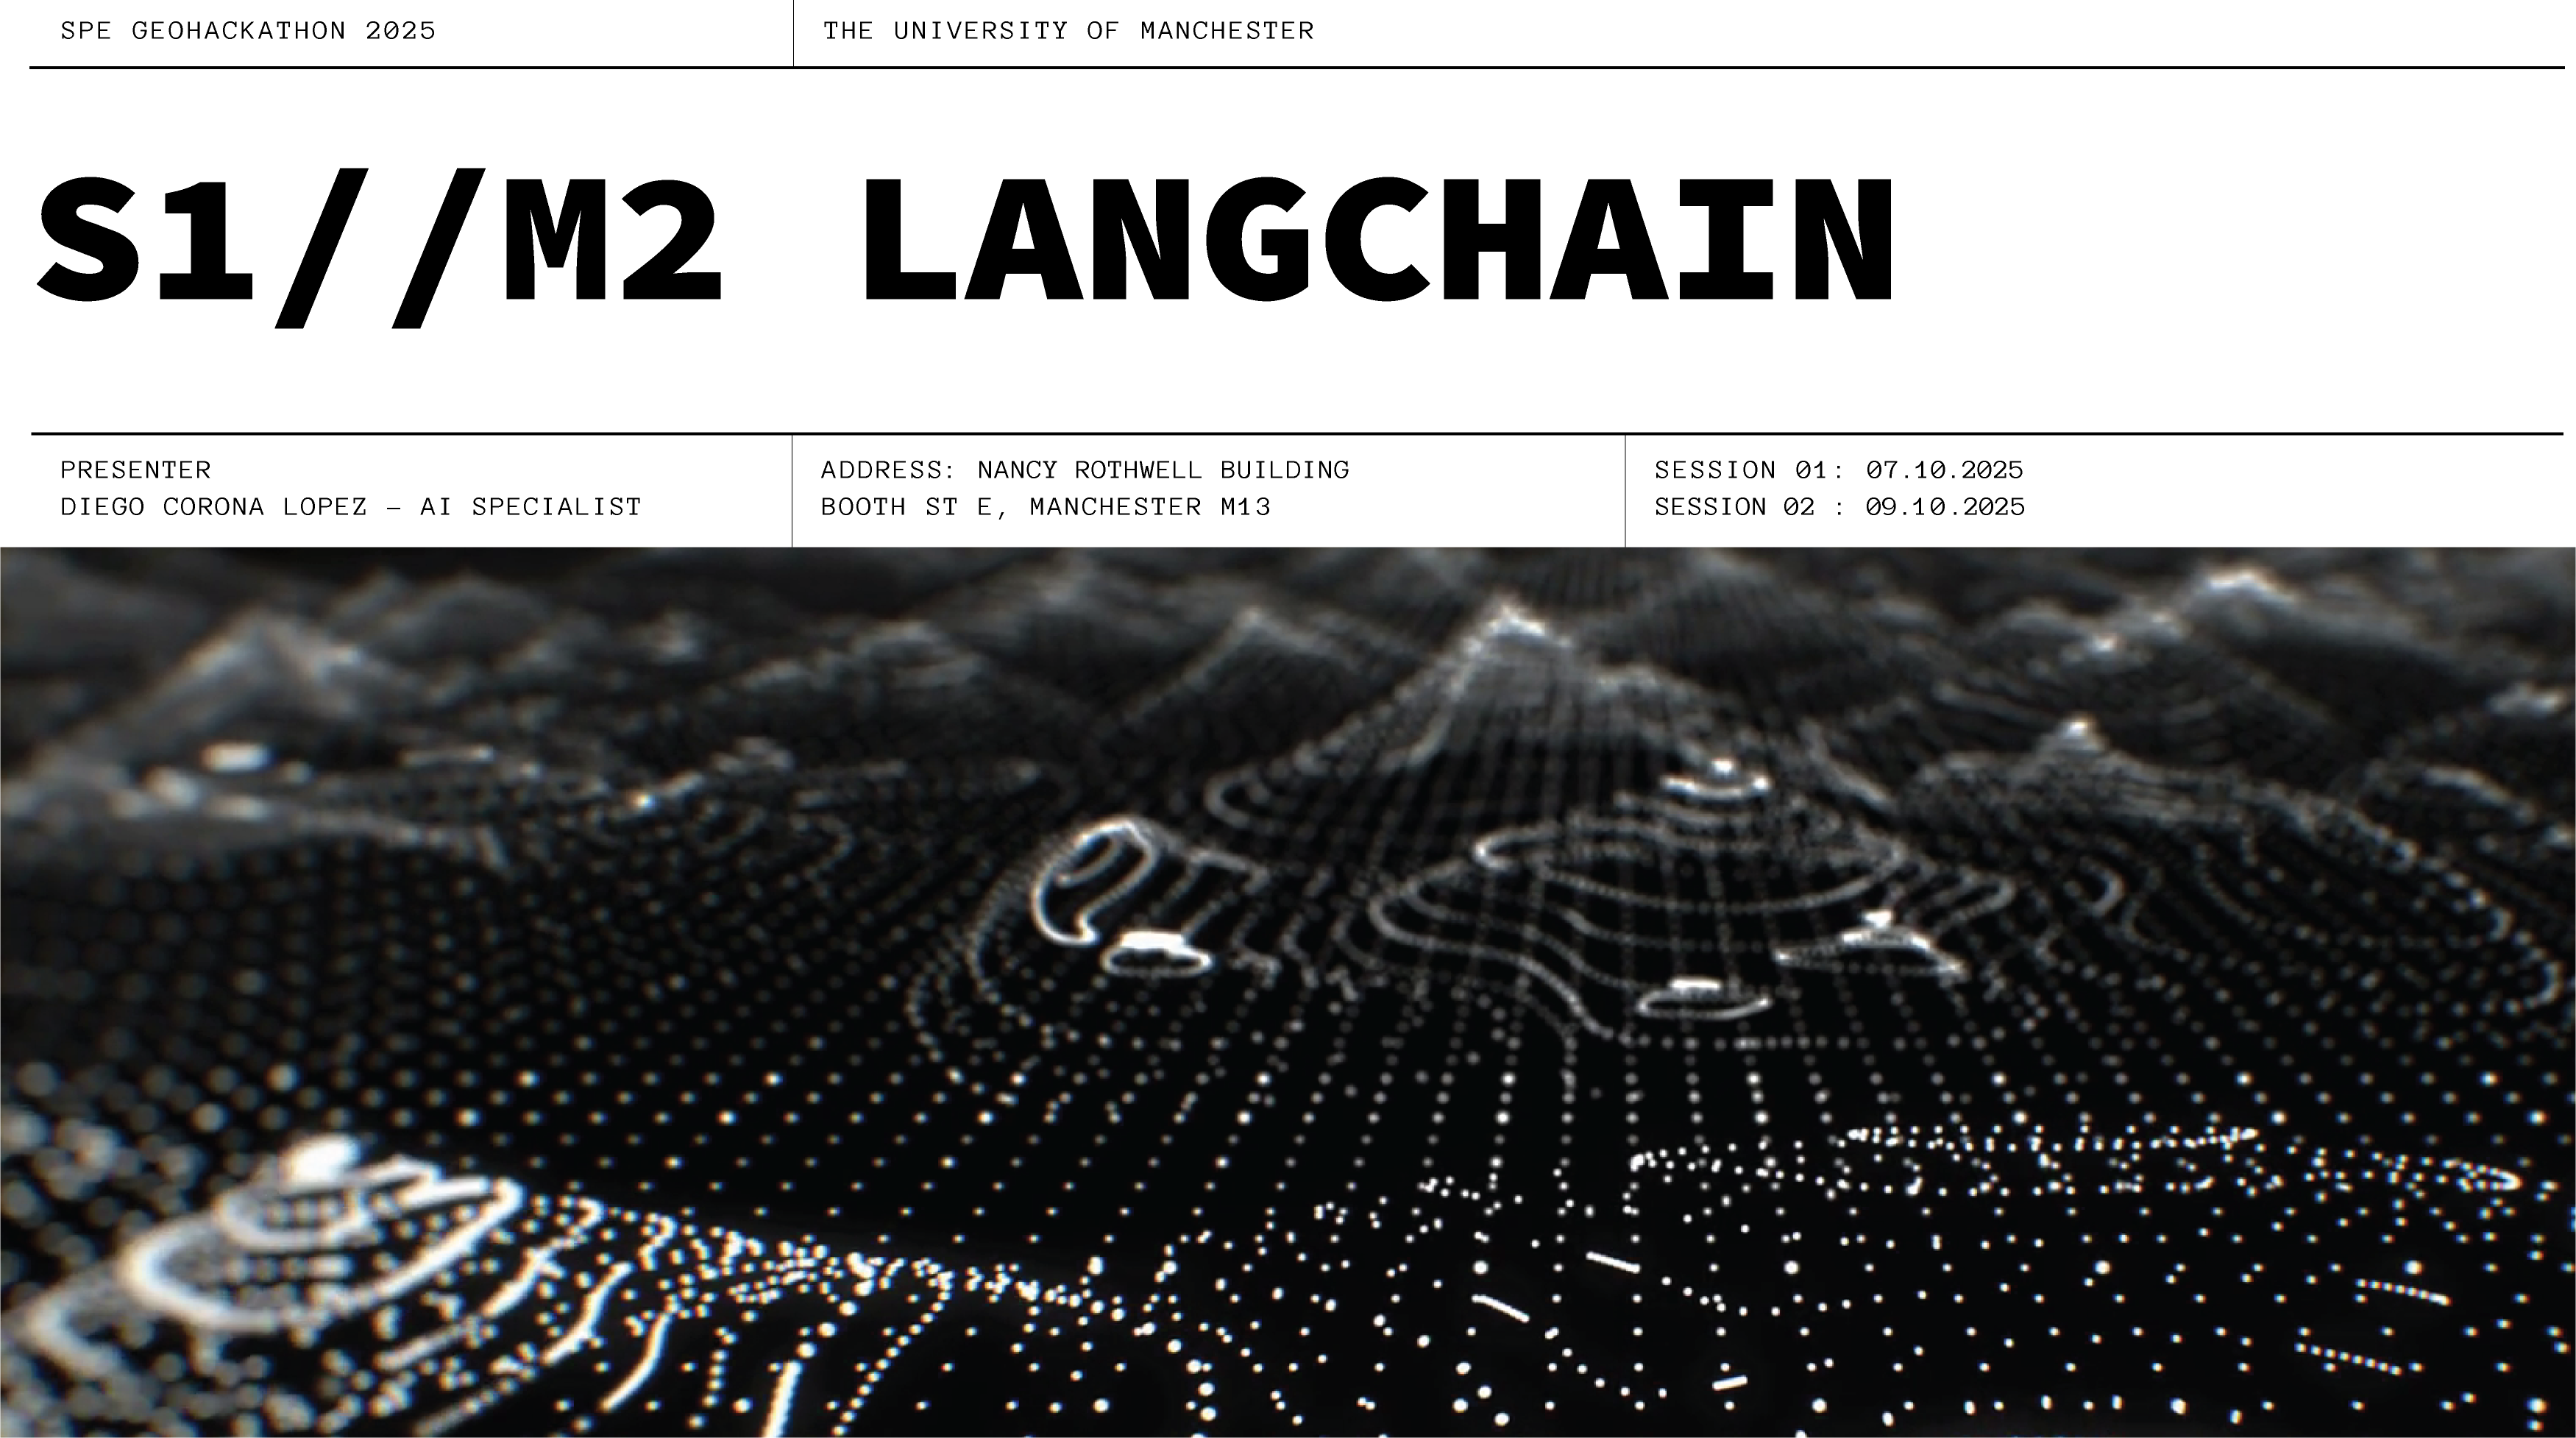 SPE GEOHACKATHON 2025
THE UNIVERSITY OF MANCHESTER
S1//M2 LANGCHAIN
PRESENTER
DIEGO CORONA LOPEZ – AI SPECIALIST
ADDRESS: NANCY ROTHWELL BUILDING
BOOTH ST E, MANCHESTER M13
SESSION 01: 07.10.2025
SESSION 02 : 09.10.2025